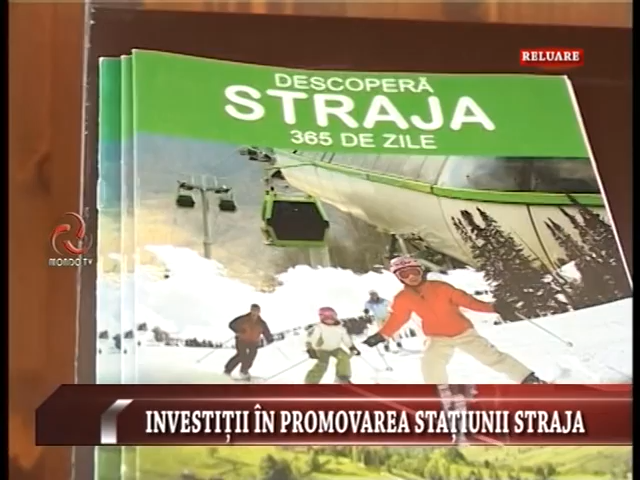 RELUARE
DESCOPERĂ
STRAJA
365 DE ZILE
MONDO TV
INVESTIȚII ÎN PROMOVAREA STATIUNII STRAJA